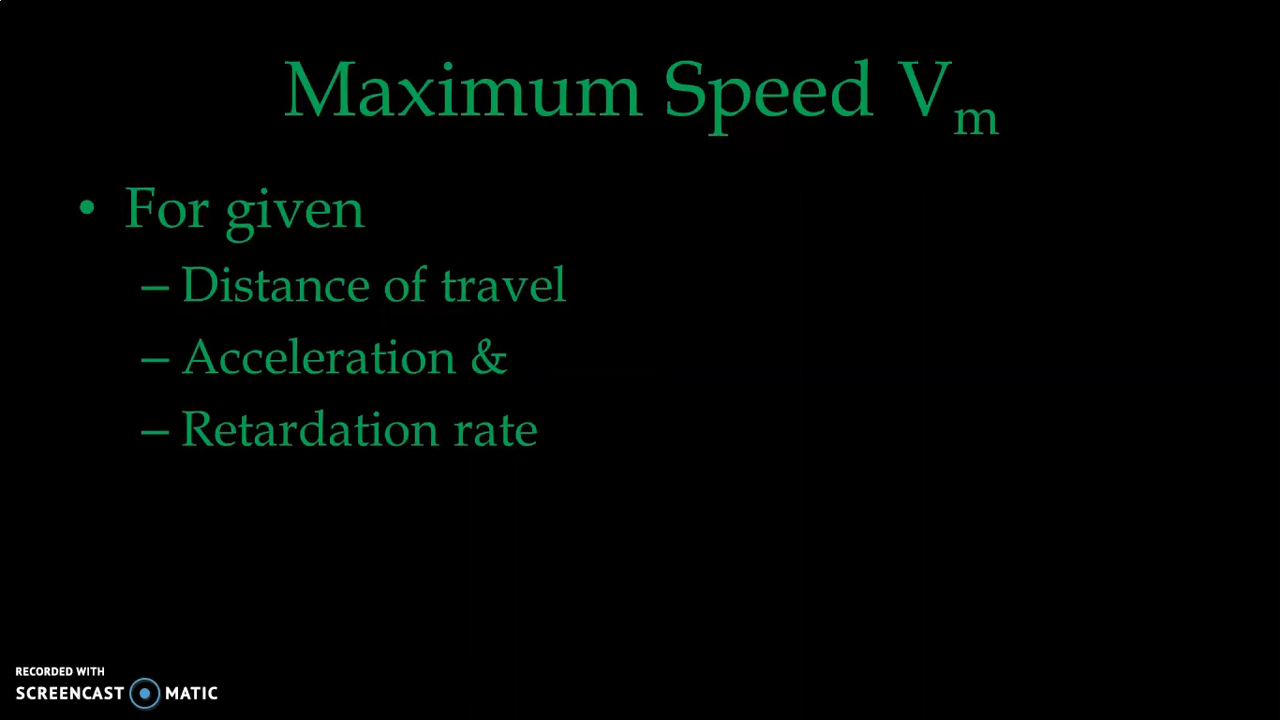 Maximum Speed Vm
• For given
– Distance of travel
– Acceleration &
– Retardation rate
RECORDED WITH
SCREENCAST MATIC